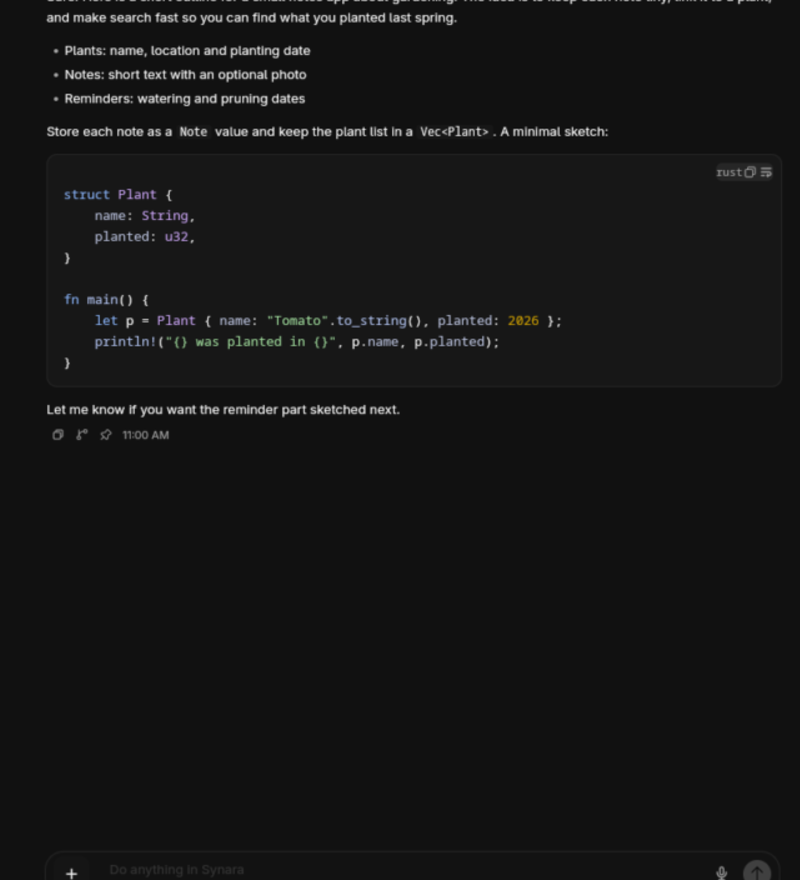 and make search fast so you can find what you planted last spring.
• Plants: name, location and planting date
• Notes: short text with an optional photo
• Reminders: watering and pruning dates
Store each note as a Note value and keep the plant list in a Vec<Plant>. A minimal sketch:
rust
struct Plant {
    name: String,
    planted: u32,
}
fn main() {
    let p = Plant { name: "Tomato".to_string(), planted: 2026 };
    println!("{} was planted in {}", p.name, p.planted);
}
Let me know if you want the reminder part sketched next.
11:00 AM
Do anything in Synara